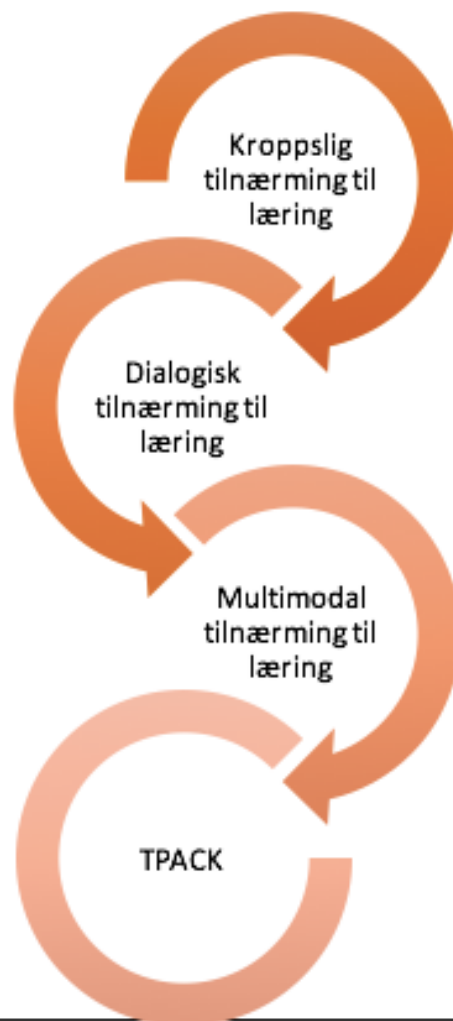 Kroppslig
tilnærming til
læring
Dialogisk
tilnærming til
læring
Multimodal
tilnærming til
læring
TPACK